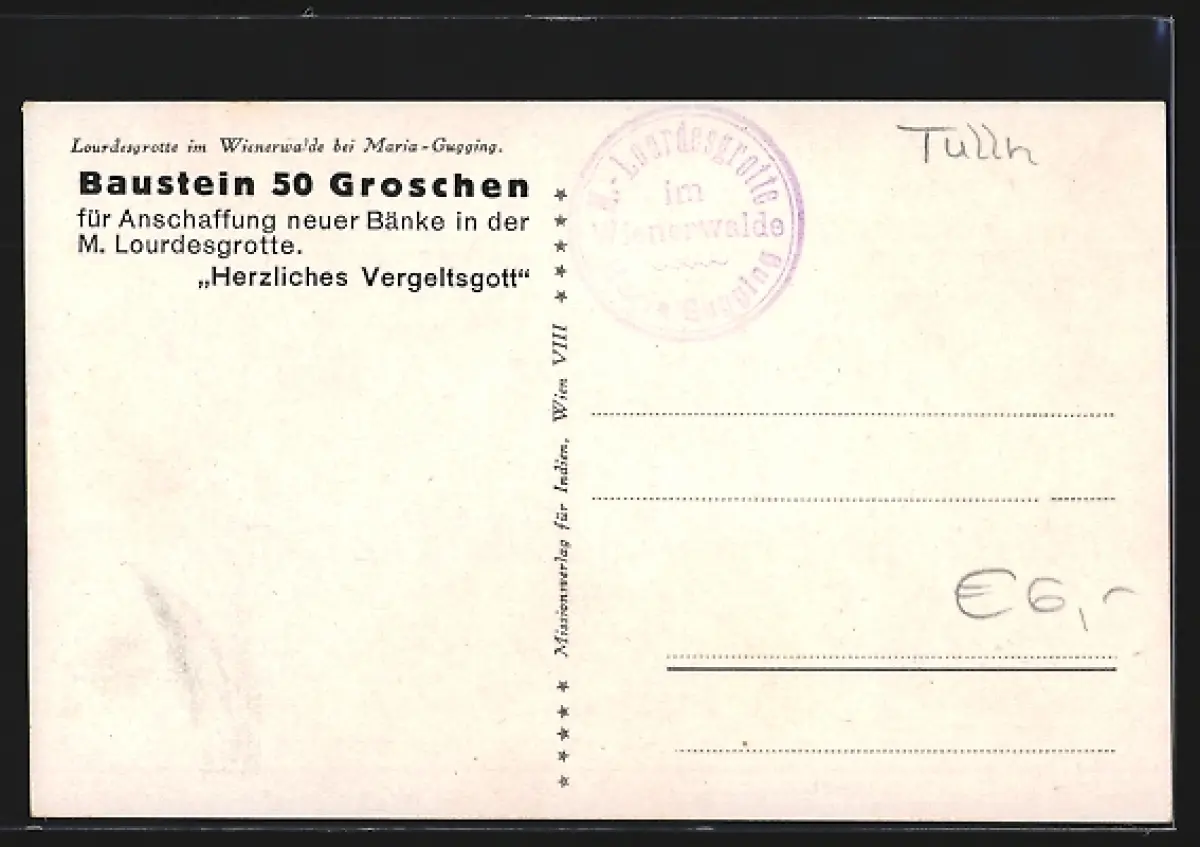 Lourdesgrotte im Wienerwalde bei Maria-Gugging.
Baustein 50 Groschen
für Anschaffung neuer Bänke in der
M. Lourdesgrotte.
„Herzliches Vergeltsgott“
Missionsverlag für Indien, Wien VIII
M.-Lourdesgrotte
im
Wienerwalde
Gugging
Tulln
€ 6,-